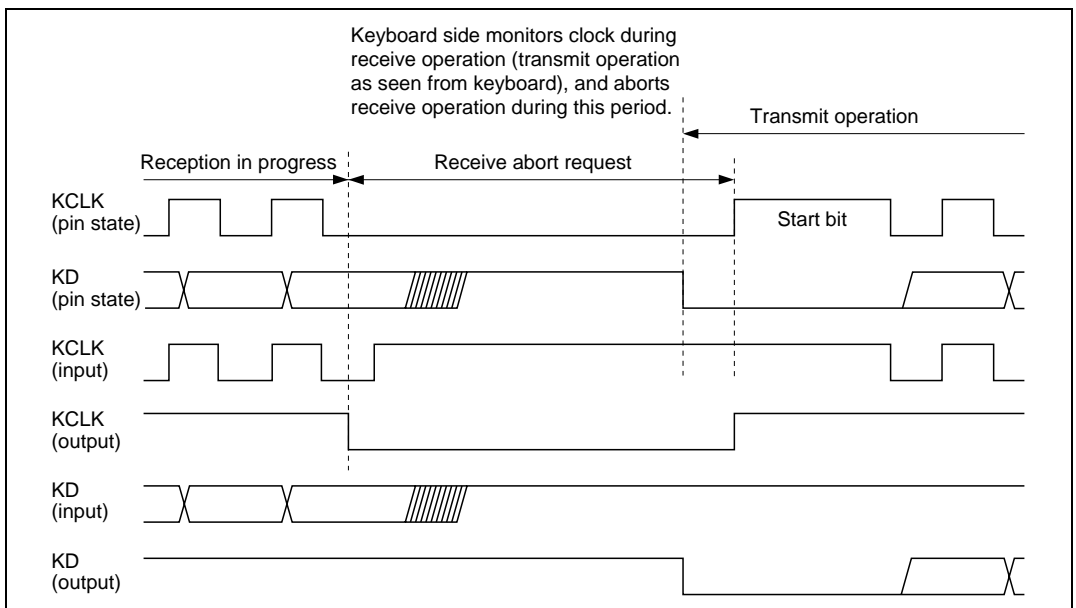 Keyboard side monitors clock during
receive operation (transmit operation
as seen from keyboard), and aborts
receive operation during this period.
Transmit operation
Reception in progress
Receive abort request
KCLK
(pin state)
Start bit
KD
(pin state)
KCLK
(input)
KCLK
(output)
KD
(input)
KD
(output)